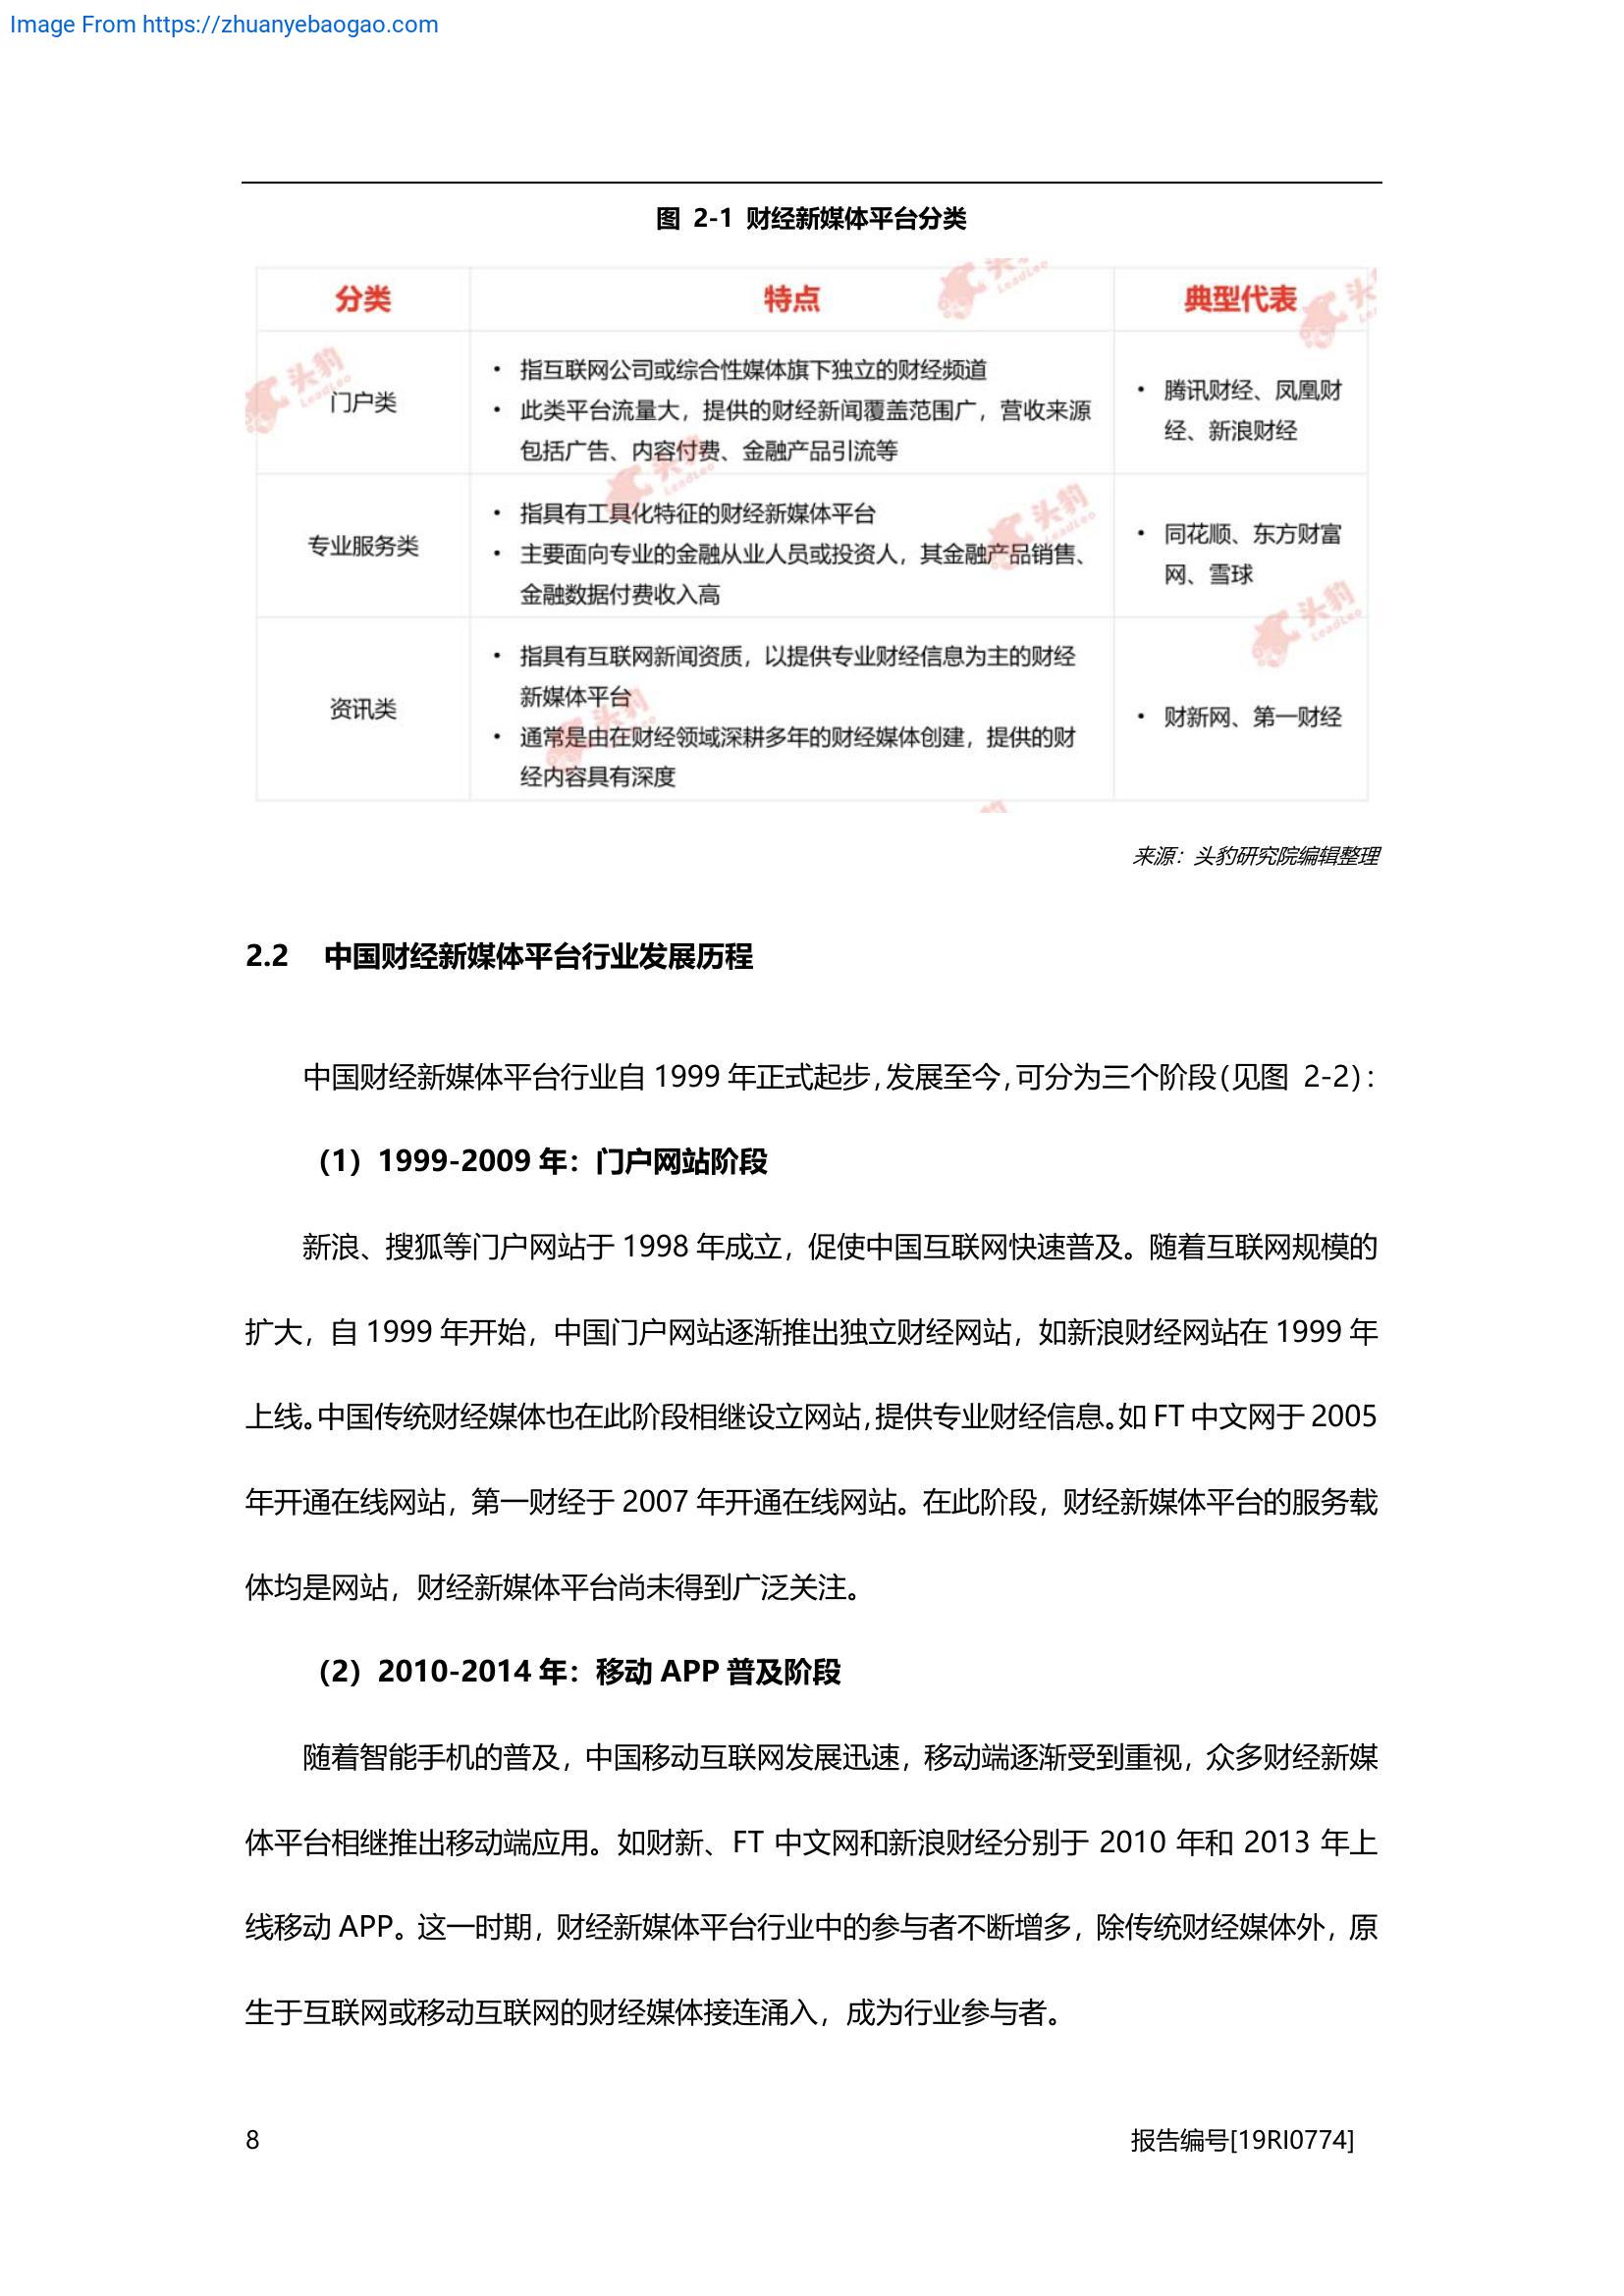 Image From https://zhuanyebaogao.com
图 2-1 财经新媒体平台分类
分类
特点
典型代表
门户类
• 指互联网公司或综合性媒体旗下独立的财经频道
• 此类平台流量大，提供的财经新闻覆盖范围广，营收来源
包括广告、内容付费、金融产品引流等
• 腾讯财经、凤凰财
经、新浪财经
专业服务类
• 指具有工具化特征的财经新媒体平台
• 主要面向专业的金融从业人员或投资人，其金融产品销售、
金融数据付费收入高
• 同花顺、东方财富
网、雪球
资讯类
• 指具有互联网新闻资质，以提供专业财经信息为主的财经
新媒体平台
• 通常是由在财经领域深耕多年的财经媒体创建，提供的财
经内容具有深度
• 财新网、第一财经
头豹
LeadLeo
来源：头豹研究院编辑整理
2.2 中国财经新媒体平台行业发展历程
中国财经新媒体平台行业自 1999 年正式起步，发展至今，可分为三个阶段（见图 2-2）：
（1）1999-2009 年：门户网站阶段
新浪、搜狐等门户网站于 1998 年成立，促使中国互联网快速普及。随着互联网规模的
扩大，自 1999 年开始，中国门户网站逐渐推出独立财经网站，如新浪财经网站在 1999 年
上线。中国传统财经媒体也在此阶段相继设立网站，提供专业财经信息。如 FT 中文网于 2005
年开通在线网站，第一财经于 2007 年开通在线网站。在此阶段，财经新媒体平台的服务载
体均是网站，财经新媒体平台尚未得到广泛关注。
（2）2010-2014 年：移动 APP 普及阶段
随着智能手机的普及，中国移动互联网发展迅速，移动端逐渐受到重视，众多财经新媒
体平台相继推出移动端应用。如财新、FT 中文网和新浪财经分别于 2010 年和 2013 年上
线移动 APP。这一时期，财经新媒体平台行业中的参与者不断增多，除传统财经媒体外，原
生于互联网或移动互联网的财经媒体接连涌入，成为行业参与者。
8
报告编号[19RI0774]